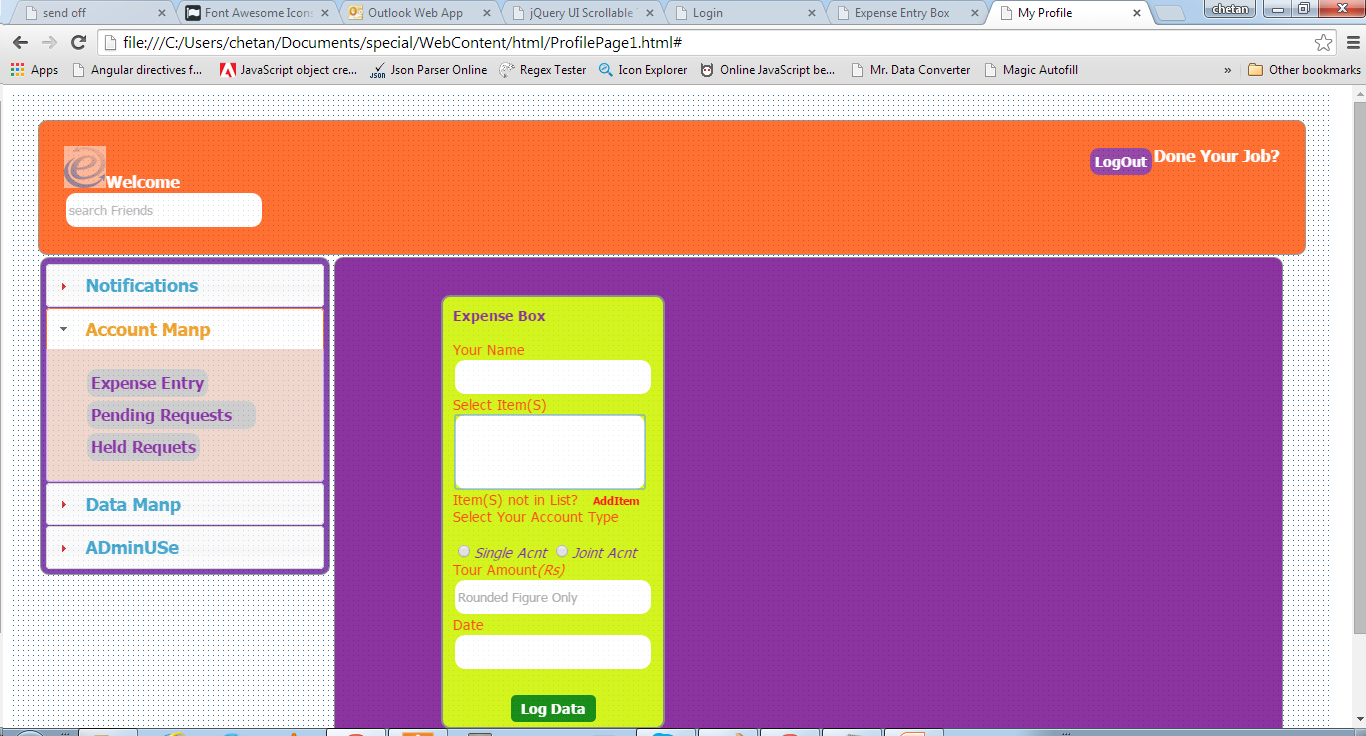 send off
Font Awesome Icons
Outlook Web App
jQuery UI Scrollable
Login
Expense Entry Box
My Profile
chetan
file:///C:/Users/chetan/Documents/special/WebContent/html/ProfilePage1.html#
Apps
Angular directives f...
JavaScript object cre...
Json Parser Online
Regex Tester
Icon Explorer
Online JavaScript be...
Mr. Data Converter
Magic Autofill
»
Other bookmarks
Welcome
LogOut Done Your Job?
search Friends
Notifications
Account Manp
Expense Entry
Pending Requests
Held Requets
Data Manp
ADminUSe
Expense Box
Your Name
Select Item(S)
Item(S) not in List? AddItem
Select Your Account Type
Single Acnt Joint Acnt
Tour Amount(Rs)
Rounded Figure Only
Date
Log Data